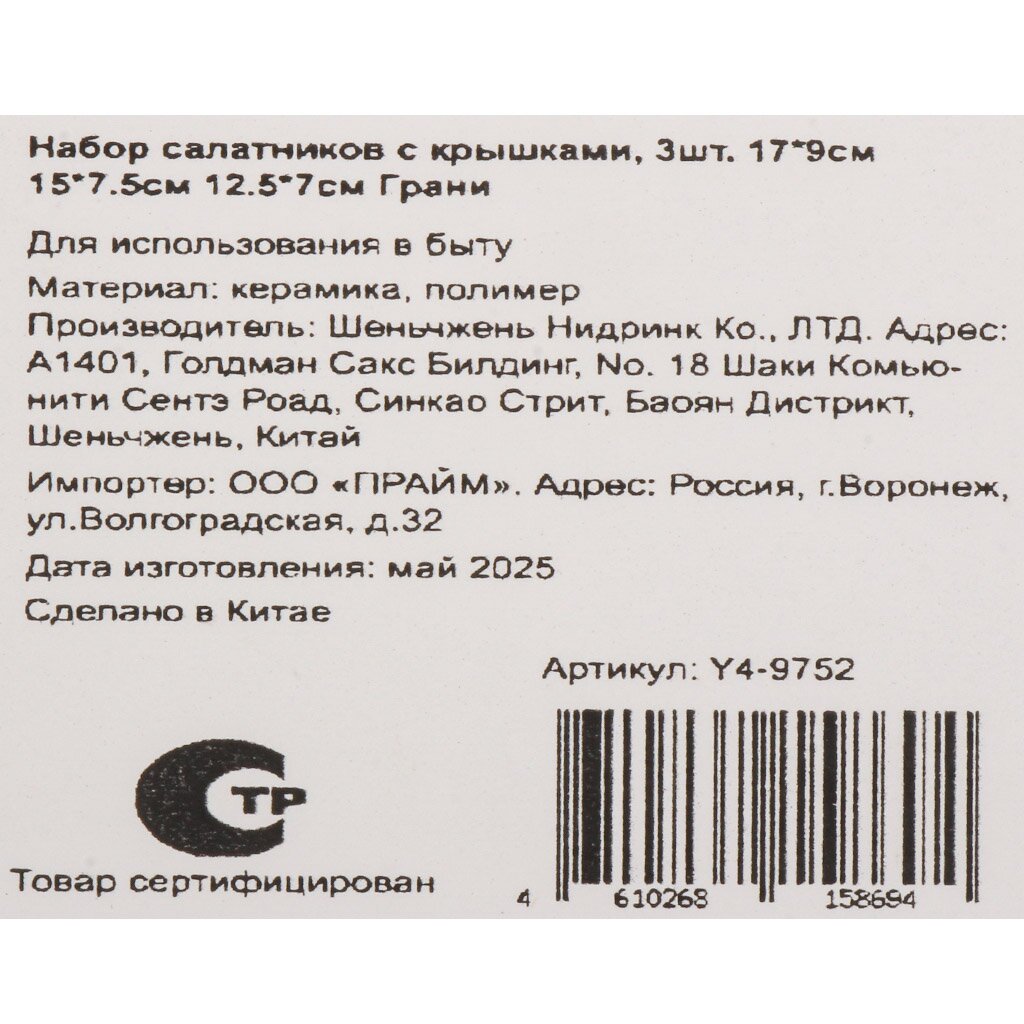 Набор салатников с крышками, 3шт. 17*9см
15*7.5см 12.5*7см Грани
Для использования в быту
Материал: керамика, полимер
Производитель: Шеньчжень Нидринк Ко., ЛТД. Адрес:
А1401, Голдман Сакс Билдинг, No. 18 Шаки Комью-
нити Сентэ Роад, Синкао Стрит, Баоян Дистрикт,
Шеньчжень, Китай
Импортер: ООО «ПРАЙМ». Адрес: Россия, г.Воронеж,
ул.Волгоградская, д.32
Дата изготовления: май 2025
Сделано в Китае
Артикул: Y4-9752
СТР
Товар сертифицирован
4 610268 158694